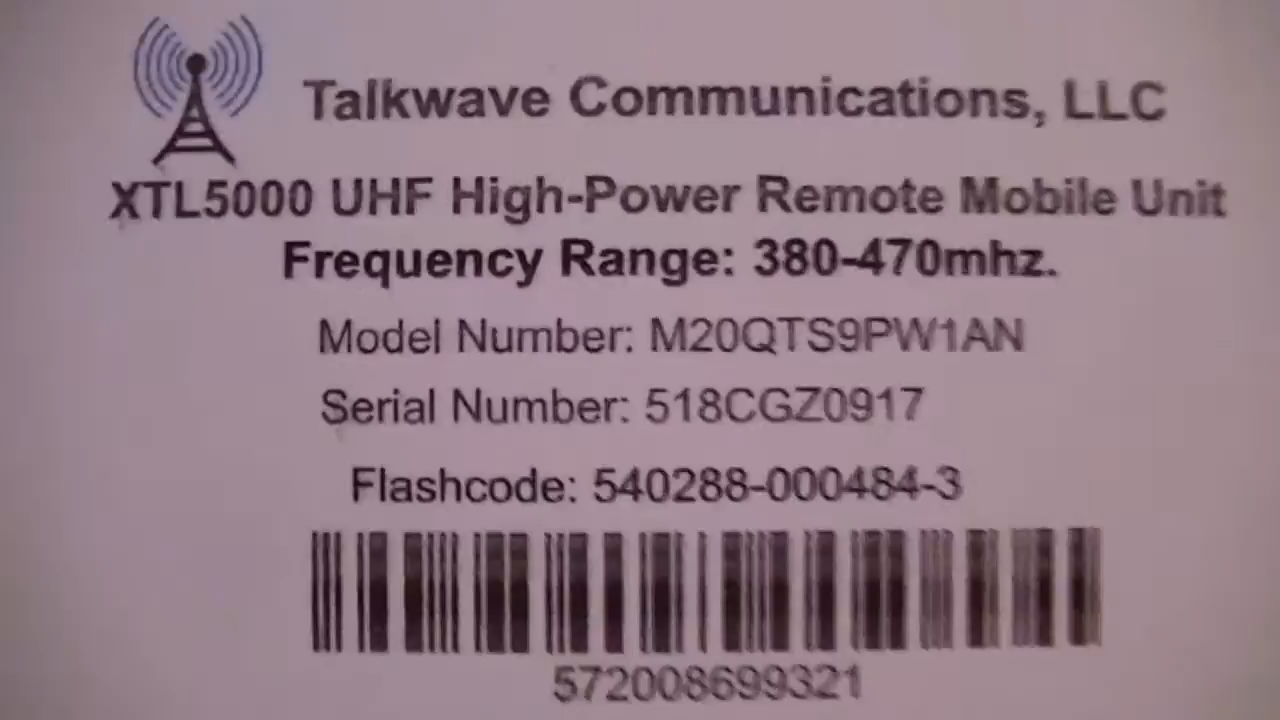 Talkwave Communications, LLC
XTL5000 UHF High-Power Remote Mobile Unit
Frequency Range: 380-470mhz.
Model Number: M20QTS9PW1AN
Serial Number: 518CGZ0917
Flashcode: 540288-000484-3
572008699321